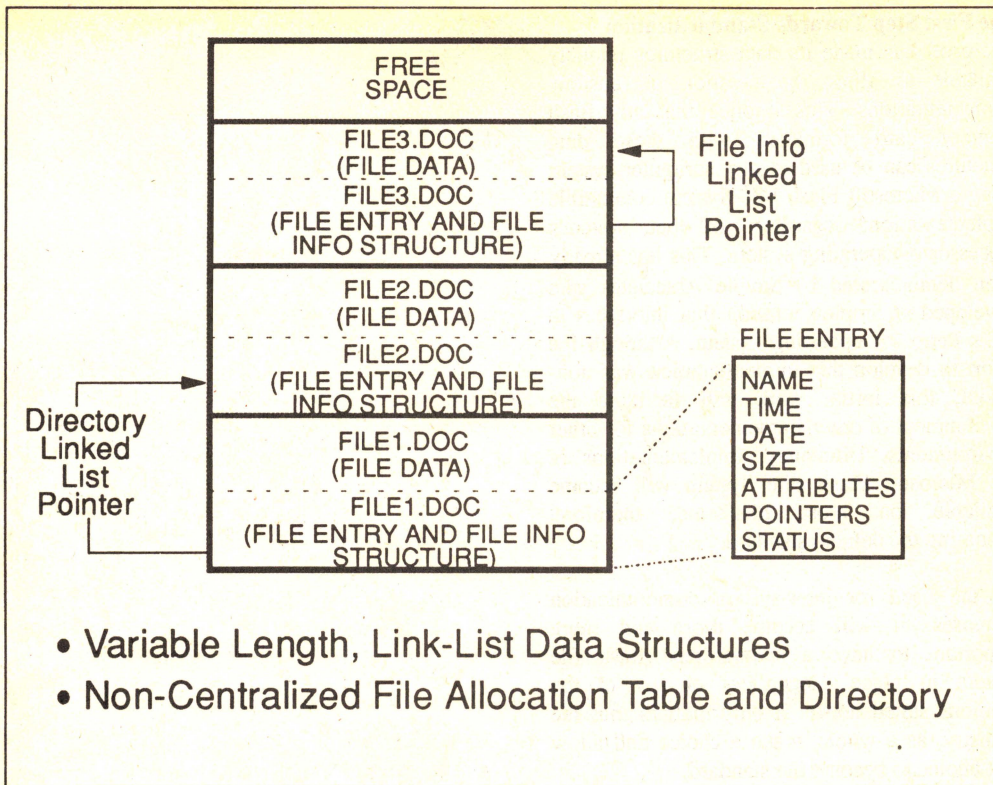 FREE
SPACE
FILE3.DOC
(FILE DATA)
FILE3.DOC
(FILE ENTRY AND FILE
INFO STRUCTURE)
File Info
Linked
List
Pointer
FILE2.DOC
(FILE DATA)
FILE2.DOC
(FILE ENTRY AND FILE
INFO STRUCTURE)
Directory
Linked
List
Pointer
FILE1.DOC
(FILE DATA)
FILE1.DOC
(FILE ENTRY AND FILE INFO
STRUCTURE)
FILE ENTRY
NAME
TIME
DATE
SIZE
ATTRIBUTES
POINTERS
STATUS
• Variable Length, Link-List Data Structures
• Non-Centralized File Allocation Table and Directory